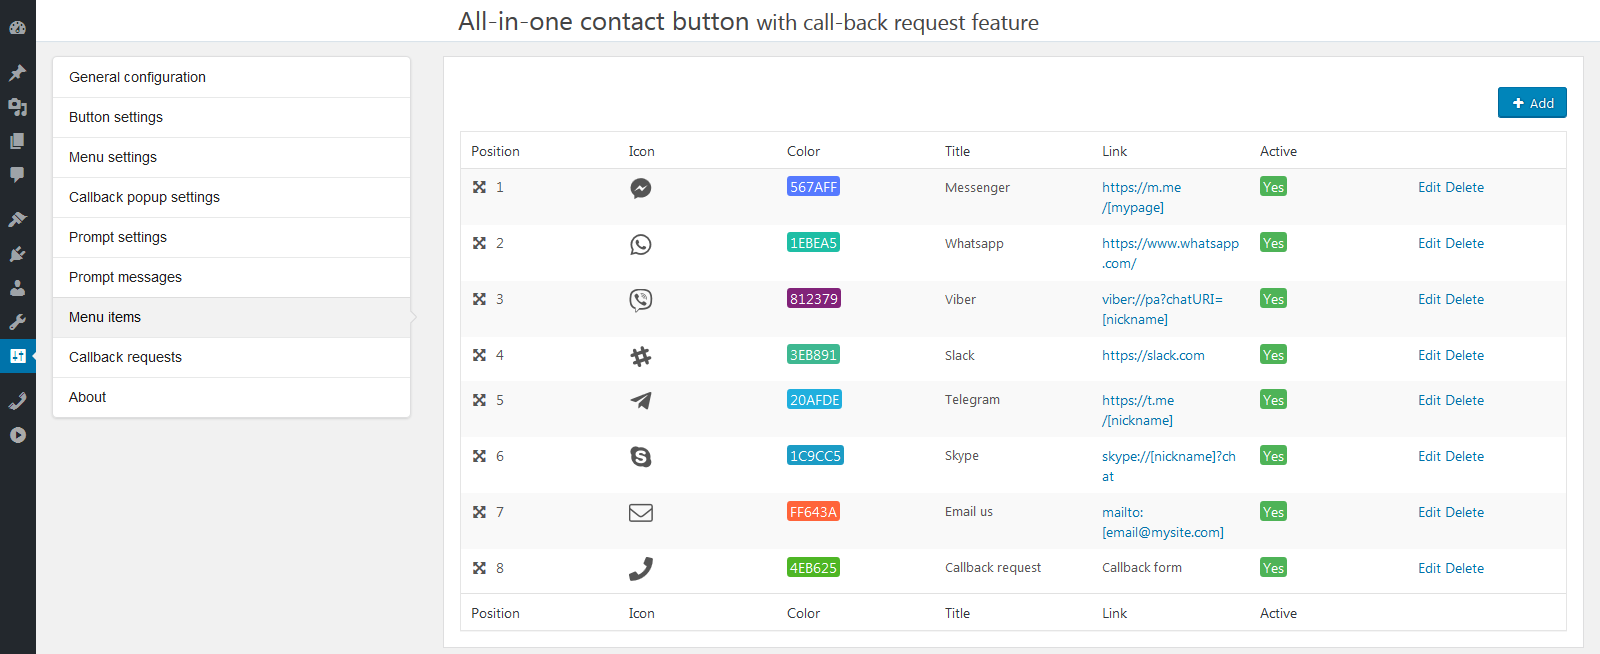 All-in-one contact button with call-back request feature
General configuration
Button settings
Menu settings
Callback popup settings
Prompt settings
Prompt messages
Menu items
Callback requests
About
Add
Position Icon Color Title Link Active
1 567AFF Messenger https://m.me Yes Edit Delete
/[mypage]
2 1EBEA5 Whatsapp https://www.whatsapp Yes Edit Delete
.com/
3 812379 Viber viber://pa?chatURI= Yes Edit Delete
[nickname]
4 3EB891 Slack https://slack.com Yes Edit Delete
5 20AFDE Telegram https://t.me Yes Edit Delete
/[nickname]
6 1C9CC5 Skype skype://[nickname]?ch Yes Edit Delete
at
7 FF643A Email us mailto: Yes Edit Delete
[email@mysite.com]
8 4EB625 Callback request Callback form Yes Edit Delete
Position Icon Color Title Link Active